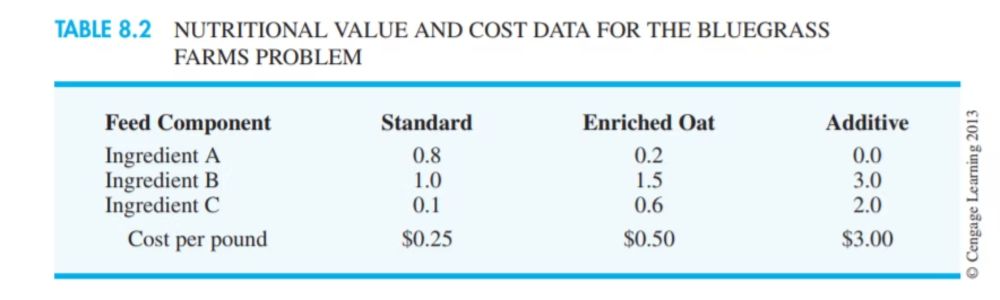 TABLE 8.2 NUTRITIONAL VALUE AND COST DATA FOR THE BLUEGRASS
FARMS PROBLEM
Feed Component Standard Enriched Oat Additive
Ingredient A 0.8 0.2 0.0
Ingredient B 1.0 1.5 3.0
Ingredient C 0.1 0.6 2.0
Cost per pound $0.25 $0.50 $3.00
© Cengage Learning 2013